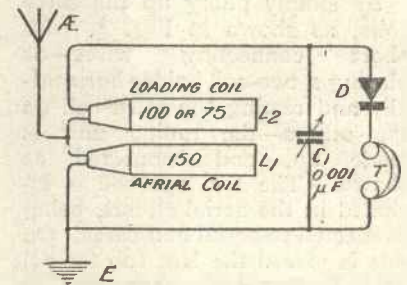 Æ
LOADING COIL
100 OR 75
L2
150
L1
AERIAL COIL
E
C1
0.001
μF
D
T